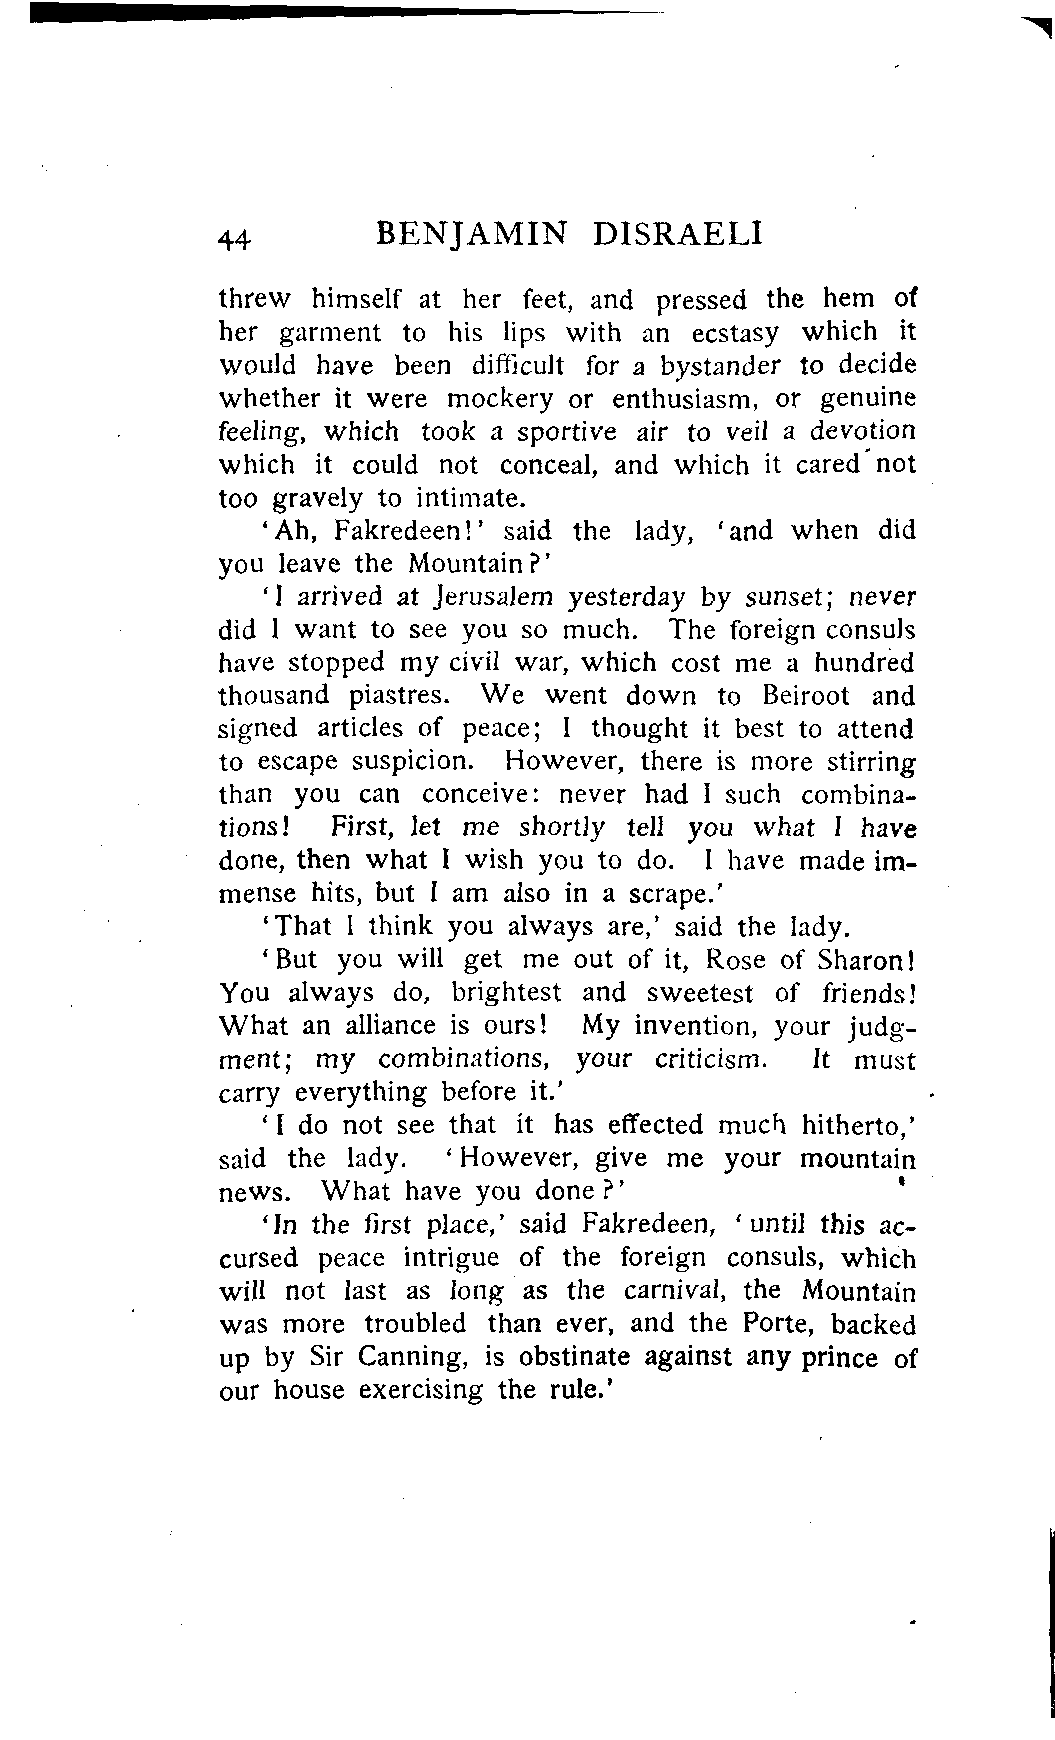 44 BENJAMIN DISRAELI
threw himself at her feet, and pressed the hem of
her garment to his lips with an ecstasy which it
would have been difficult for a bystander to decide
whether it were mockery or enthusiasm, or genuine
feeling, which took a sportive air to veil a devotion
which it could not conceal, and which it cared not
too gravely to intimate.
'Ah, Fakredeen!' said the lady, 'and when did
you leave the Mountain?'
'I arrived at Jerusalem yesterday by sunset; never
did I want to see you so much. The foreign consuls
have stopped my civil war, which cost me a hundred
thousand piastres. We went down to Beiroot and
signed articles of peace; I thought it best to attend
to escape suspicion. However, there is more stirring
than you can conceive: never had I such combina-
tions! First, let me shortly tell you what I have
done, then what I wish you to do. I have made im-
mense hits, but I am also in a scrape.'
'That I think you always are,' said the lady.
'But you will get me out of it, Rose of Sharon!
You always do, brightest and sweetest of friends!
What an alliance is ours! My invention, your judg-
ment; my combinations, your criticism. It must
carry everything before it.'
'I do not see that it has effected much hitherto,'
said the lady. 'However, give me your mountain
news. What have you done?'
'In the first place,' said Fakredeen, 'until this ac-
cursed peace intrigue of the foreign consuls, which
will not last as long as the carnival, the Mountain
was more troubled than ever, and the Porte, backed
up by Sir Canning, is obstinate against any prince of
our house exercising the rule.'